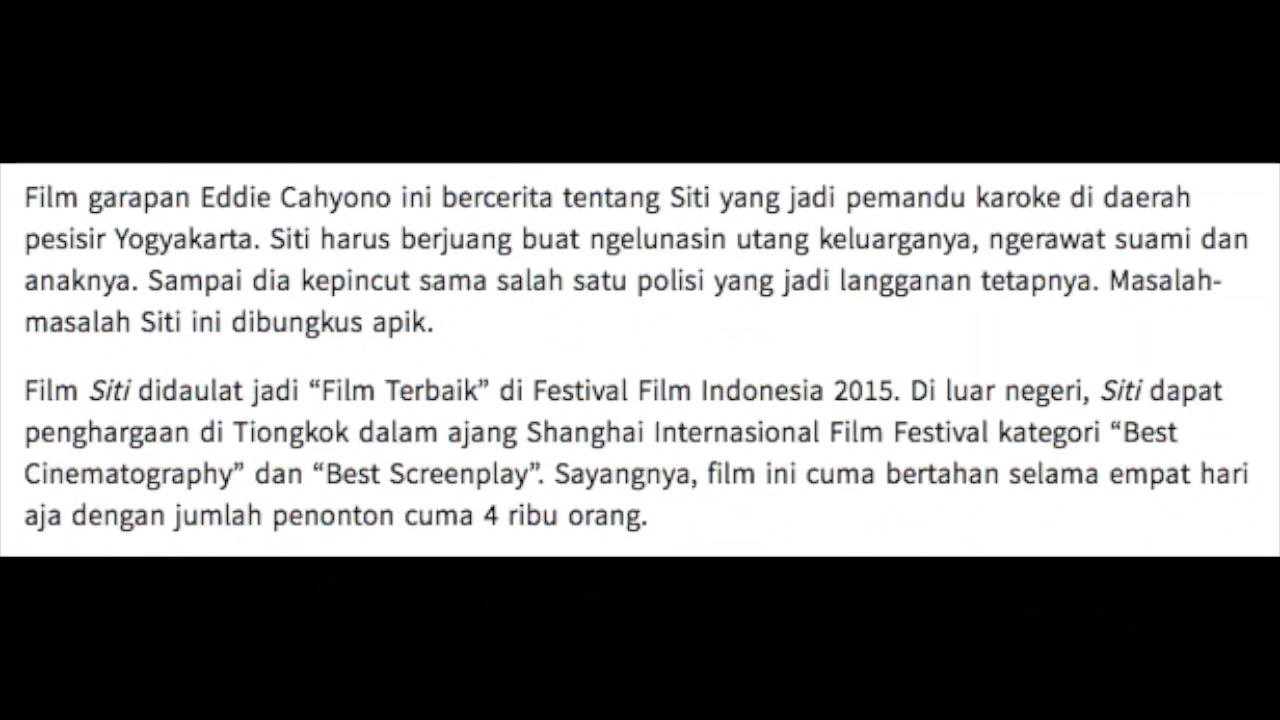 Film garapan Eddie Cahyono ini bercerita tentang Siti yang jadi pemandu karoke di daerah
pesisir Yogyakarta. Siti harus berjuang buat ngelunasin utang keluarganya, ngerawat suami dan
anaknya. Sampai dia kepincut sama salah satu polisi yang jadi langganan tetapnya. Masalah-
masalah Siti ini dibungkus apik.
Film Siti didaulat jadi “Film Terbaik” di Festival Film Indonesia 2015. Di luar negeri, Siti dapat
penghargaan di Tiongkok dalam ajang Shanghai Internasional Film Festival kategori “Best
Cinematography” dan “Best Screenplay”. Sayangnya, film ini cuma bertahan selama empat hari
aja dengan jumlah penonton cuma 4 ribu orang.